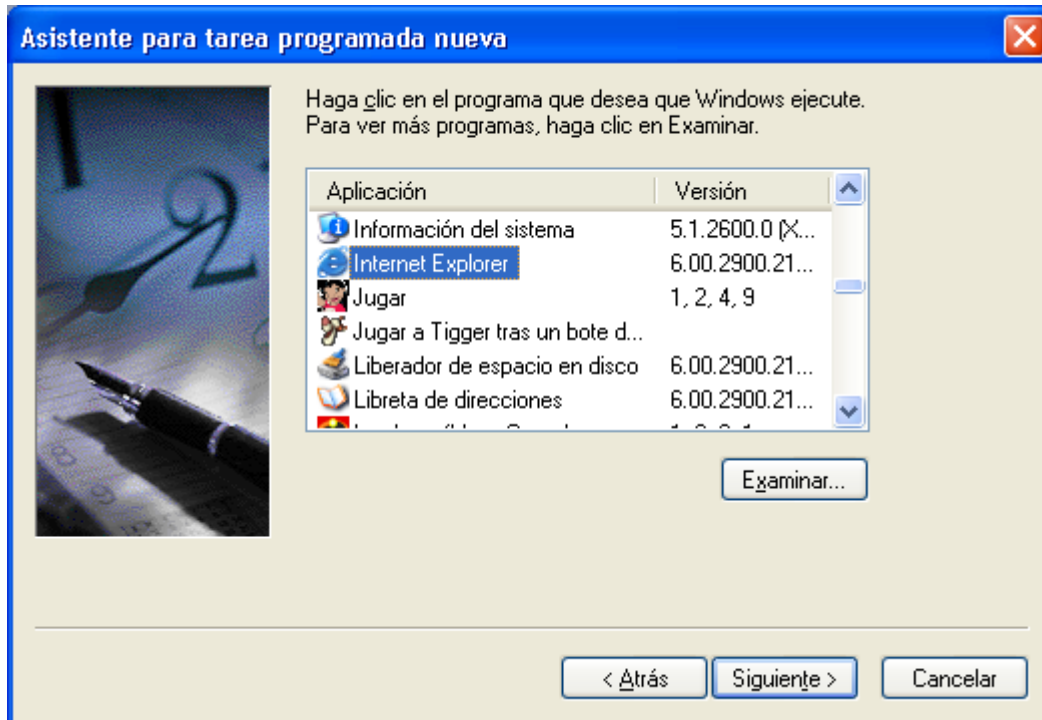 Asistente para tarea programada nueva
Haga clic en el programa que desea que Windows ejecute.
Para ver más programas, haga clic en Examinar.
Aplicación Versión
Información del sistema 5.1.2600.0 (X...
Internet Explorer 6.00.2900.21...
Jugar 1, 2, 4, 9
Jugar a Tigger tras un bote d...
Liberador de espacio en disco 6.00.2900.21...
Libreta de direcciones 6.00.2900.21...
Examinar...
< Atrás Siguiente > Cancelar